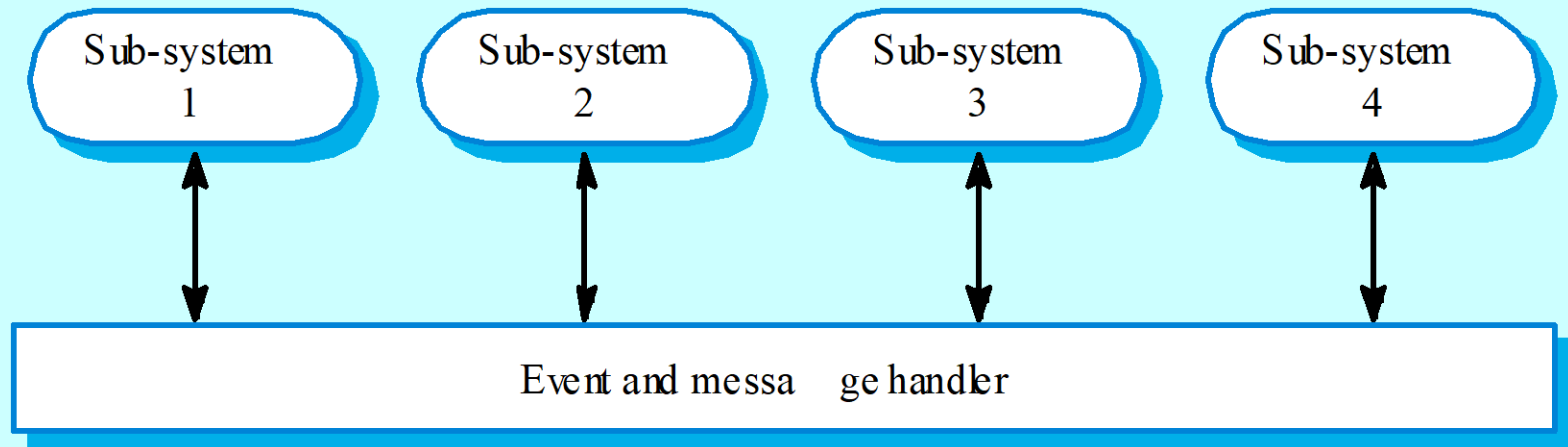 Sub-system
1
Sub-system
2
Sub-system
3
Sub-system
4
Event and messa ge handler